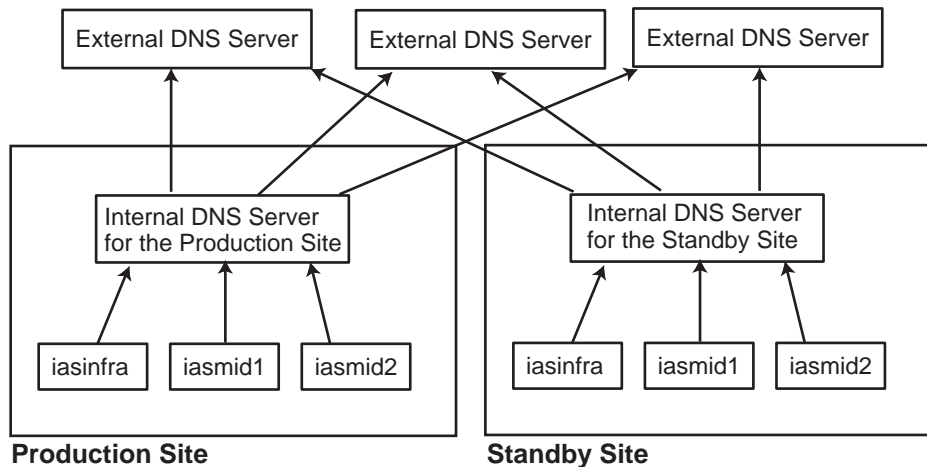 External DNS Server
External DNS Server
External DNS Server
Internal DNS Server
for the Production Site
Internal DNS Server
for the Standby Site
iasinfra
iasmid1
iasmid2
iasinfra
iasmid1
iasmid2
Production Site
Standby Site